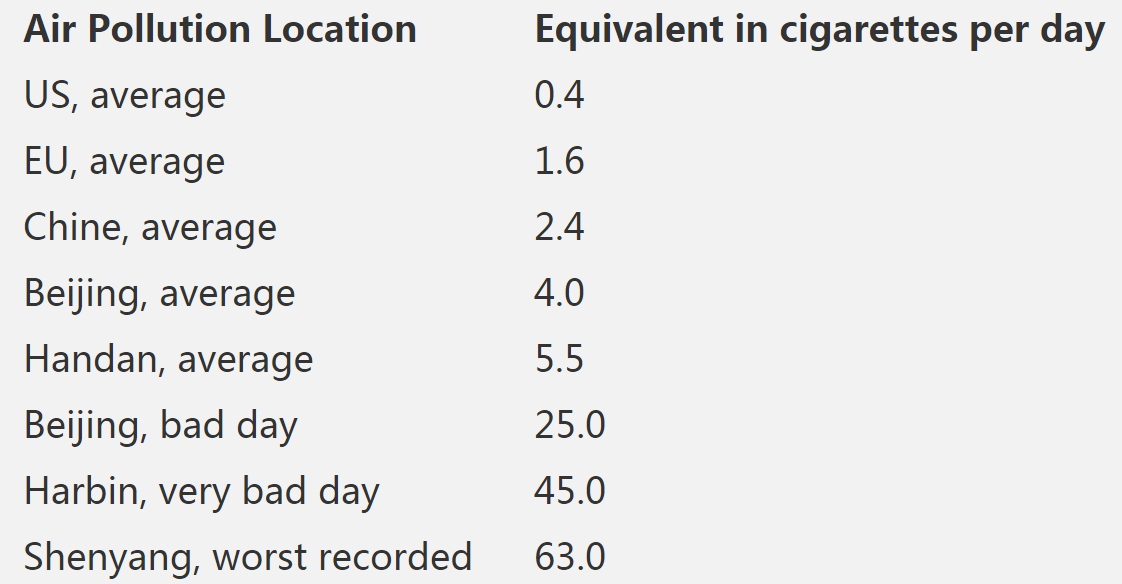 Air Pollution Location Equivalent in cigarettes per day
US, average 0.4
EU, average 1.6
Chine, average 2.4
Beijing, average 4.0
Handan, average 5.5
Beijing, bad day 25.0
Harbin, very bad day 45.0
Shenyang, worst recorded 63.0